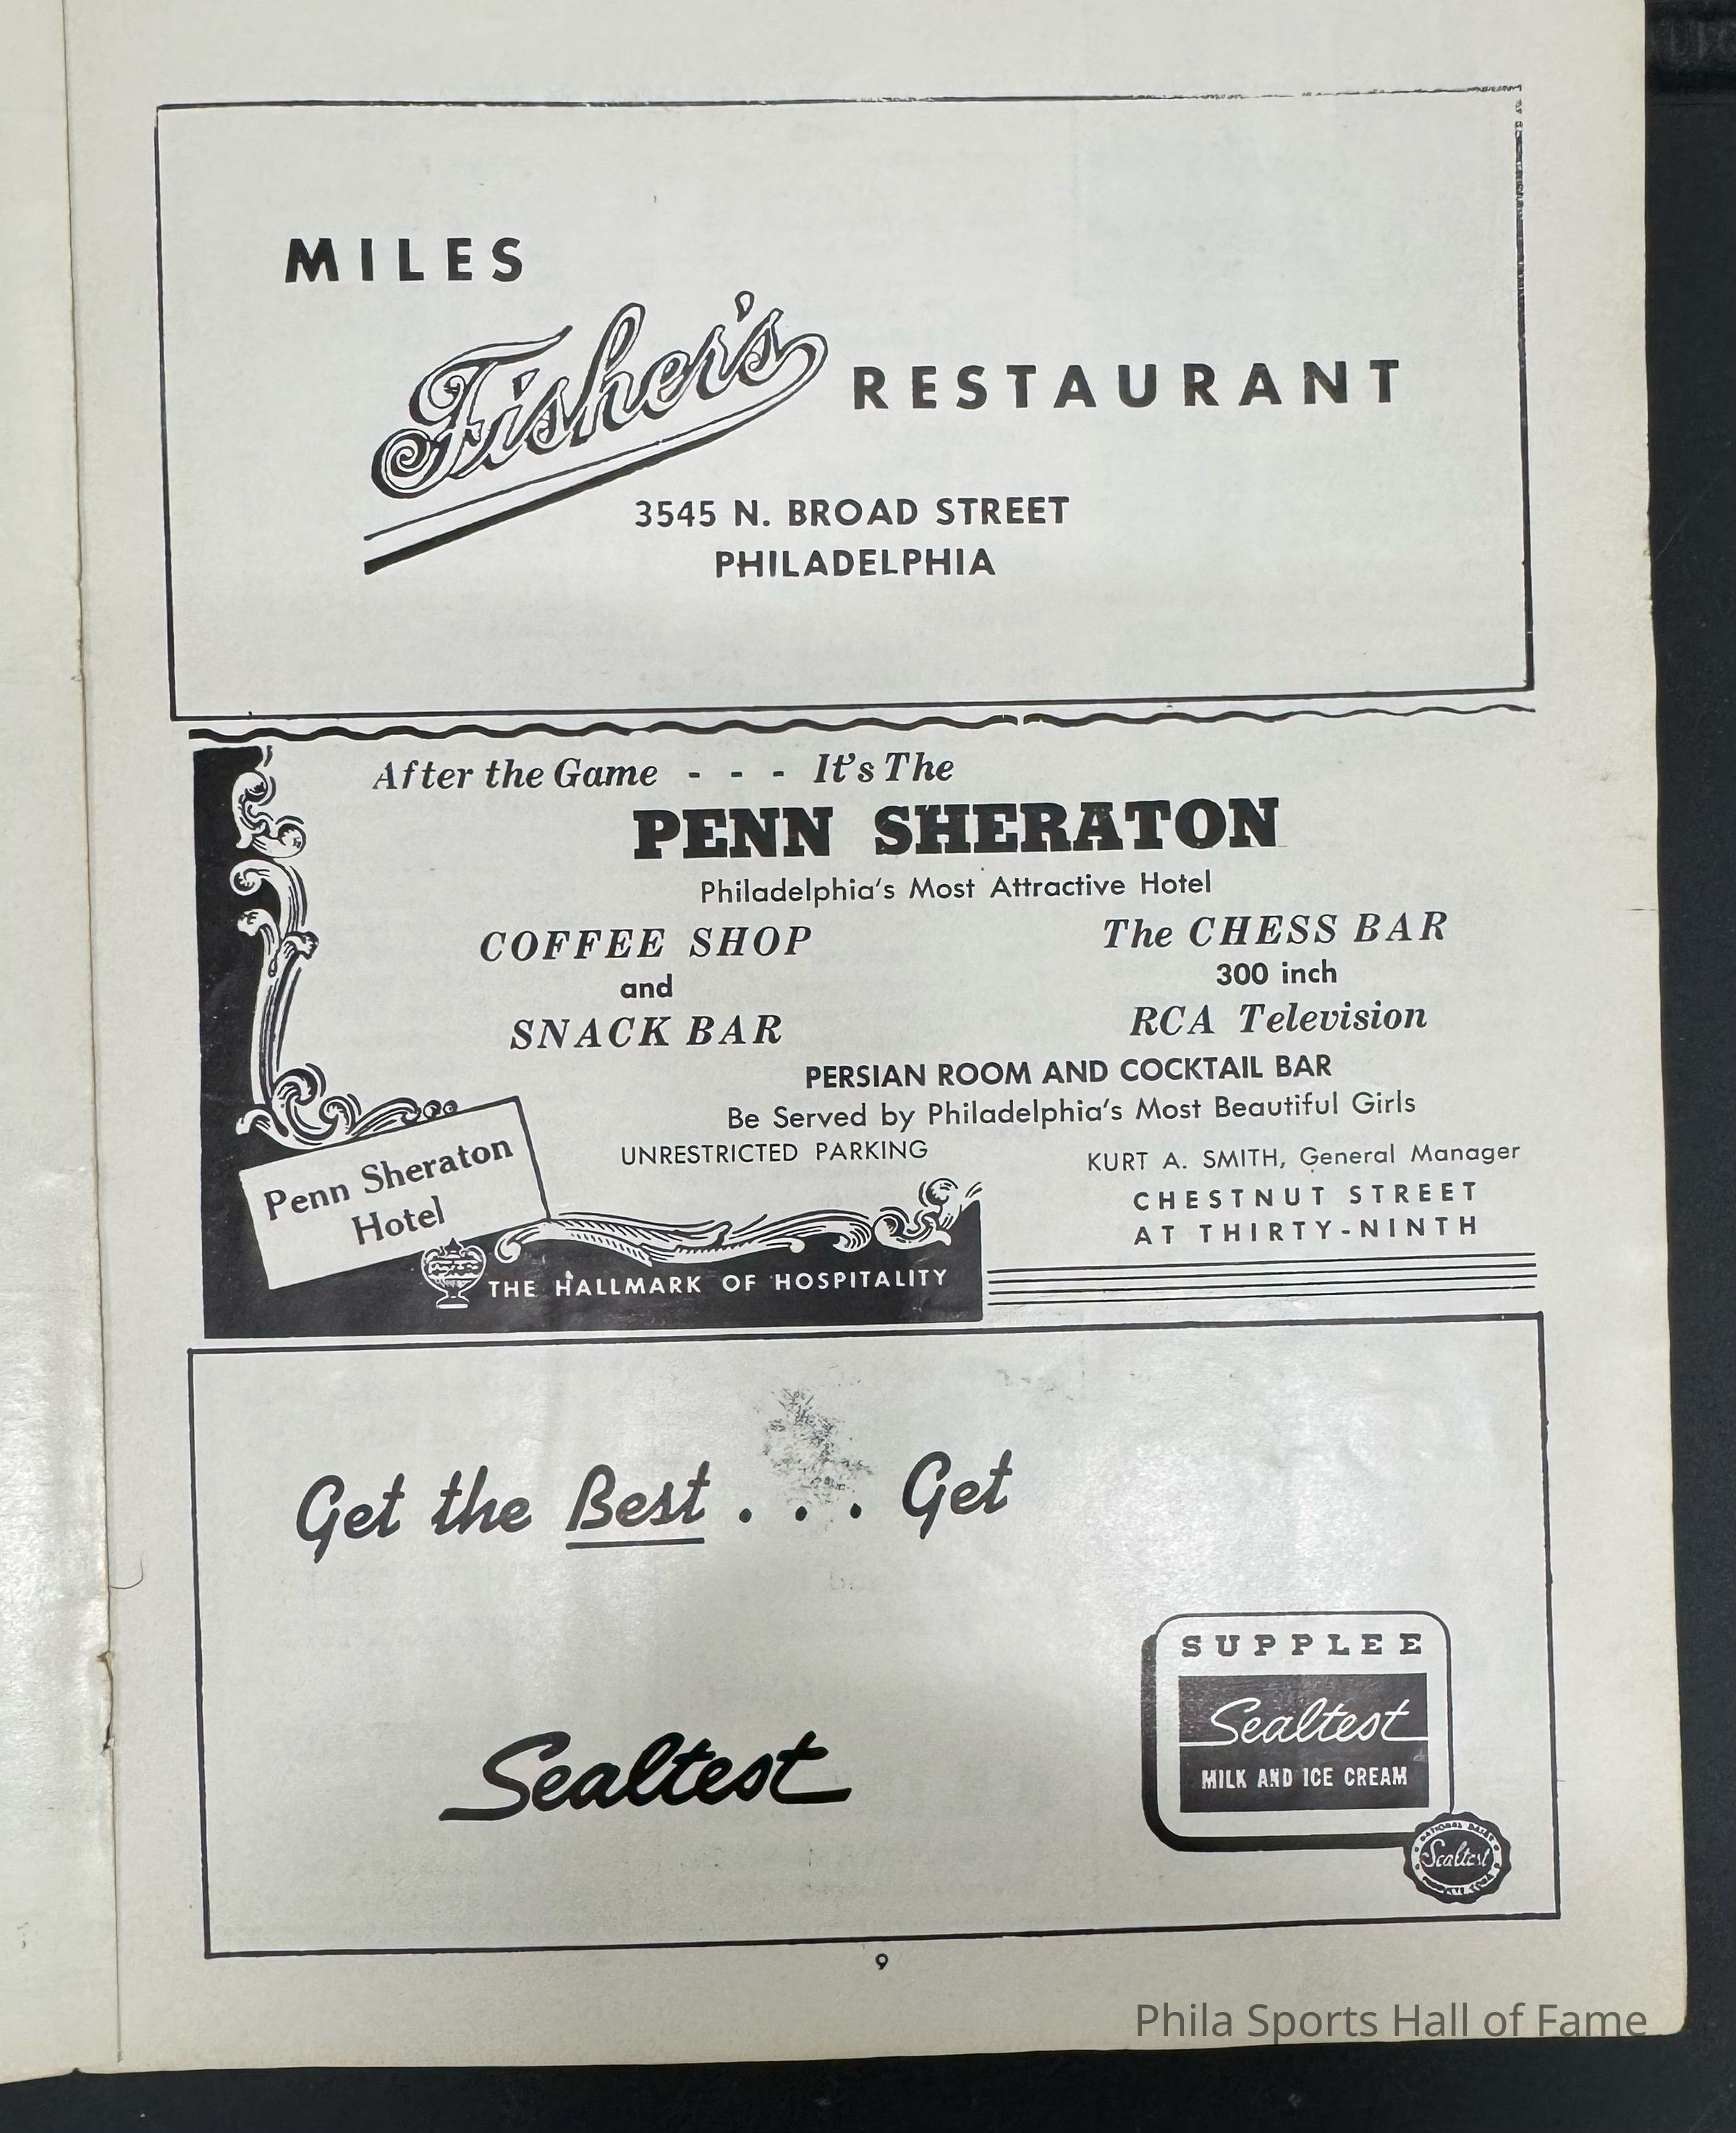 MILES
Fisher's RESTAURANT
3545 N. BROAD STREET
PHILADELPHIA
After the Game - - - It's The
PENN SHERATON
Philadelphia's Most Attractive Hotel
COFFEE SHOP
and
SNACK BAR
The CHESS BAR
300 inch
RCA Television
PERSIAN ROOM AND COCKTAIL BAR
Be Served by Philadelphia's Most Beautiful Girls
UNRESTRICTED PARKING
KURT A. SMITH, General Manager
CHESTNUT STREET
AT THIRTY-NINTH
Penn Sheraton
Hotel
THE HALLMARK OF HOSPITALITY
Get the Best . . . Get
Sealtest
SUPPLEE
Sealtest
MILK AND ICE CREAM
Sealtest
9
Phila Sports Hall of Fame